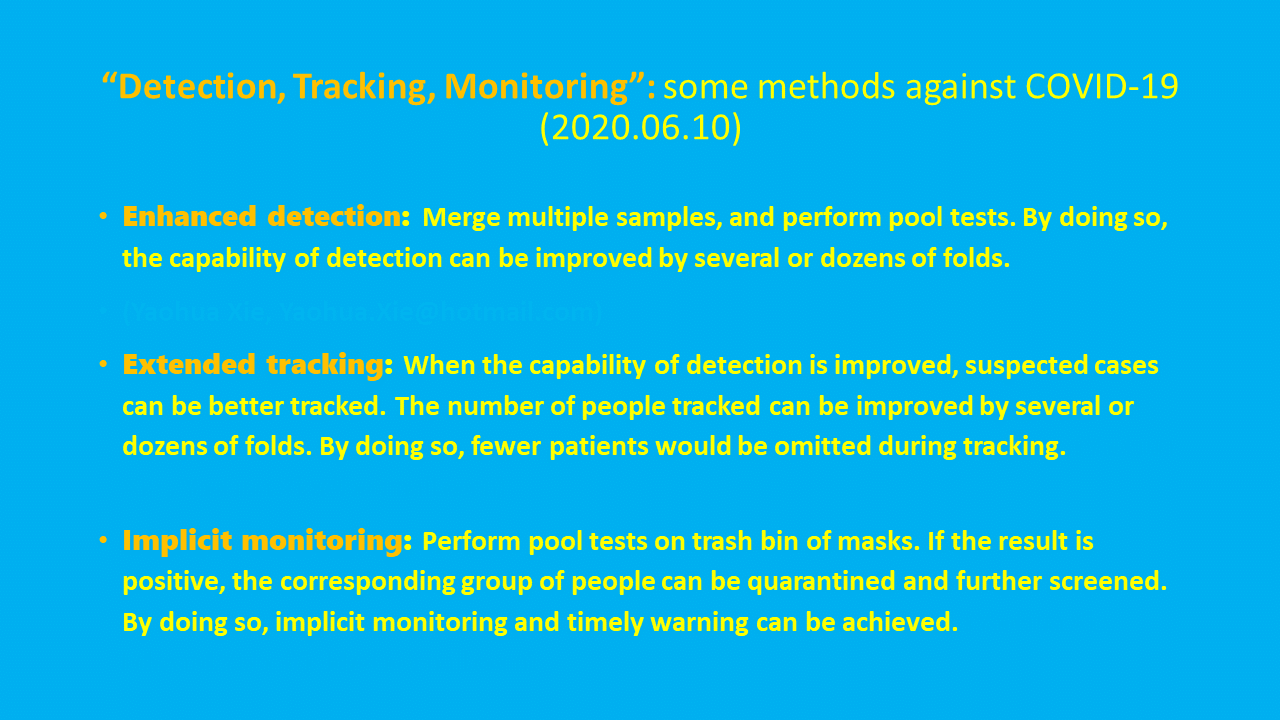 “Detection, Tracking, Monitoring”: some methods against COVID-19
(2020.06.10)
• Enhanced detection: Merge multiple samples, and perform pool tests. By doing so,
the capability of detection can be improved by several or dozens of folds.
• (Yaohua Xie, Yaohua.Xie@hotmail.com)
• Extended tracking: When the capability of detection is improved, suspected cases
can be better tracked. The number of people tracked can be improved by several or
dozens of folds. By doing so, fewer patients would be omitted during tracking.
• Implicit monitoring: Perform pool tests on trash bin of masks. If the result is
positive, the corresponding group of people can be quarantined and further screened.
By doing so, implicit monitoring and timely warning can be achieved.